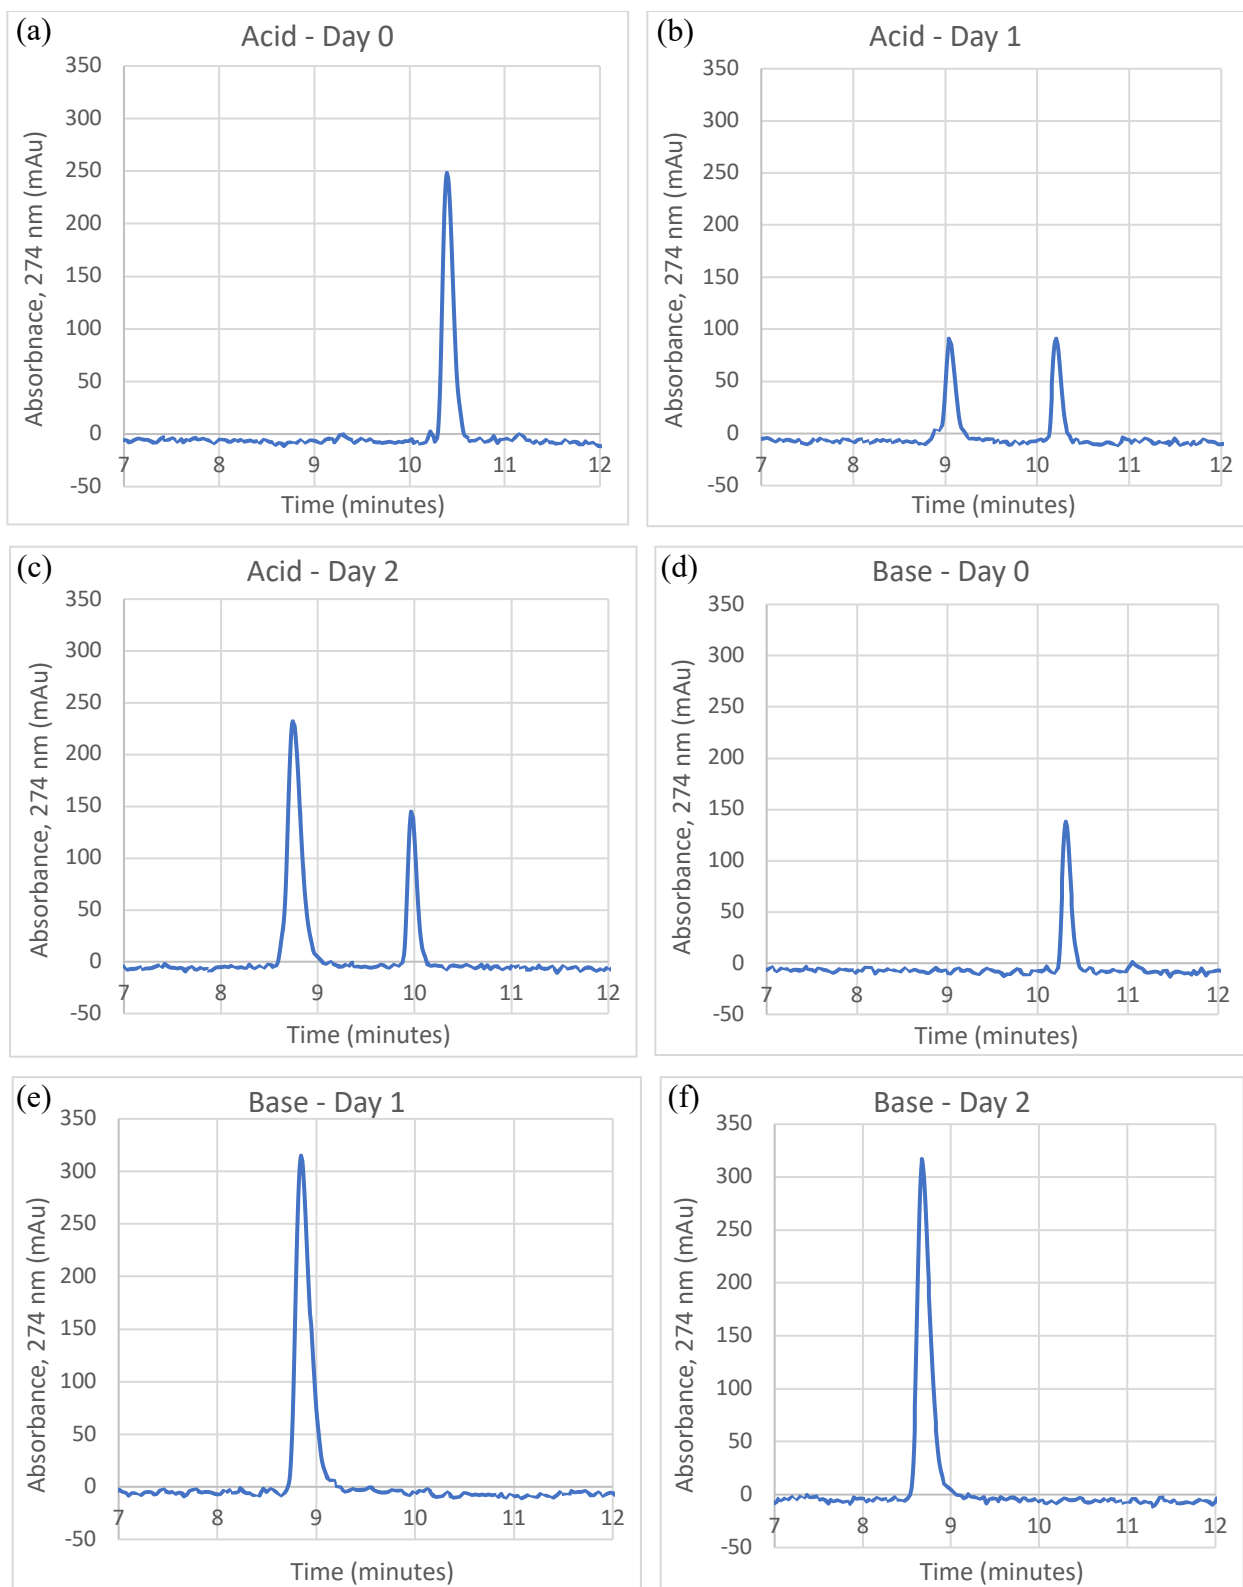 (a)
Acid - Day 0
350
300
250
200
150
100
50
0
-50
7 8 9 10 11 12
Absorbnace, 274 nm (mAu)
Time (minutes)
(b)
Acid - Day 1
350
300
250
200
150
100
50
0
-50
7 8 9 10 11 12
Absorbance, 274 nm (mAu)
Time (minutes)
(c)
Acid - Day 2
350
300
250
200
150
100
50
0
-50
7 8 9 10 11 12
Absorbance, 274 nm (mAu)
Time (minutes)
(d)
Base - Day 0
350
300
250
200
150
100
50
0
-50
7 8 9 10 11 12
Absorbance, 274 nm (mAu)
Time (minutes)
(e)
Base - Day 1
350
300
250
200
150
100
50
0
-50
7 8 9 10 11 12
Absorbance, 274 nm (mAu)
Time (minutes)
(f)
Base - Day 2
350
300
250
200
150
100
50
0
-50
7 8 9 10 11 12
Absorbance, 274 nm (mAu)
Time (minutes)